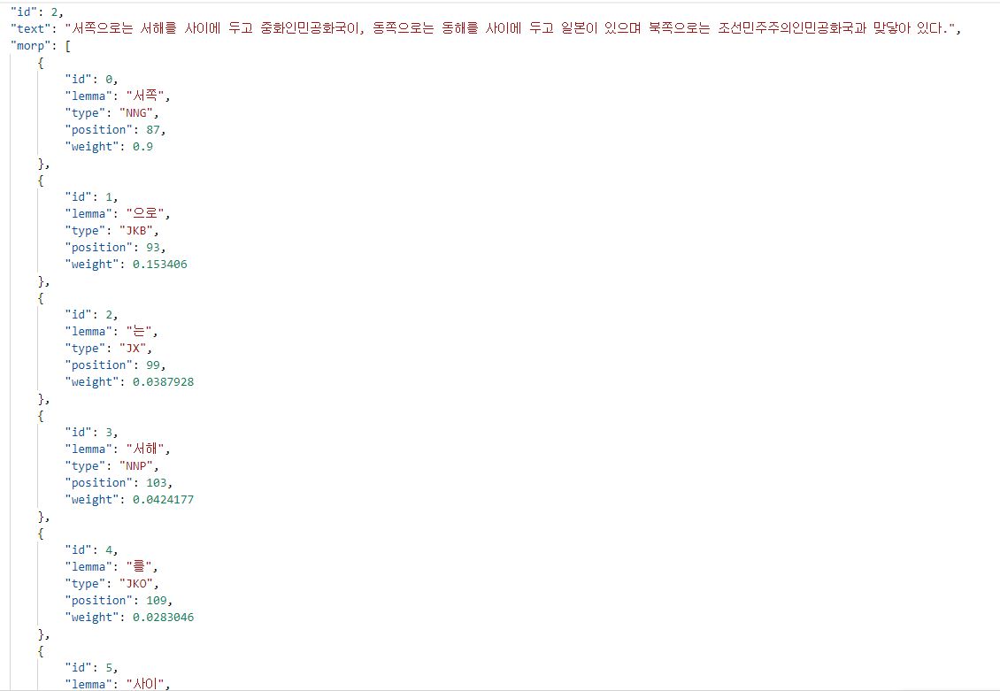 "id": 2,
"text": "서쪽으로는 서해를 사이에 두고 중화인민공화국이, 동쪽으로는 동해를 사이에 두고 일본이 있으며 북쪽으로는 조선민주주의인민공화국과 맞닿아 있다.",
"morp": [
{
"id": 0,
"lemma": "서쪽",
"type": "NNG",
"position": 87,
"weight": 0.9
},
{
"id": 1,
"lemma": "으로",
"type": "JKB",
"position": 93,
"weight": 0.153406
},
{
"id": 2,
"lemma": "는",
"type": "JX",
"position": 99,
"weight": 0.0387928
},
{
"id": 3,
"lemma": "서해",
"type": "NNP",
"position": 103,
"weight": 0.0424177
},
{
"id": 4,
"lemma": "를",
"type": "JKO",
"position": 109,
"weight": 0.0283046
},
{
"id": 5,
"lemma": "사이",